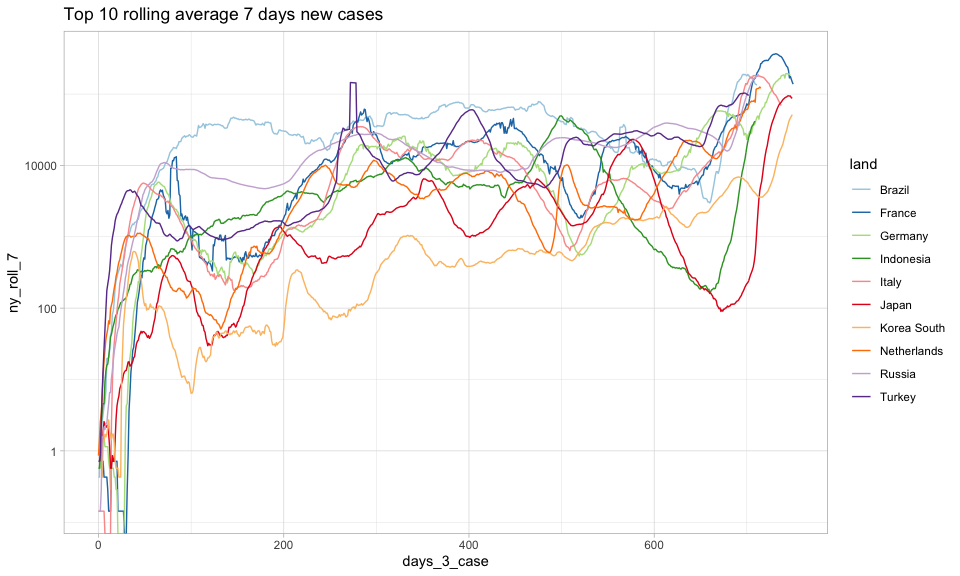 Top 10 rolling average 7 days new cases
ny_roll_7
10000
100
1
0
200
400
600
days_3_case
land
Brazil
France
Germany
Indonesia
Italy
Japan
Korea South
Netherlands
Russia
Turkey